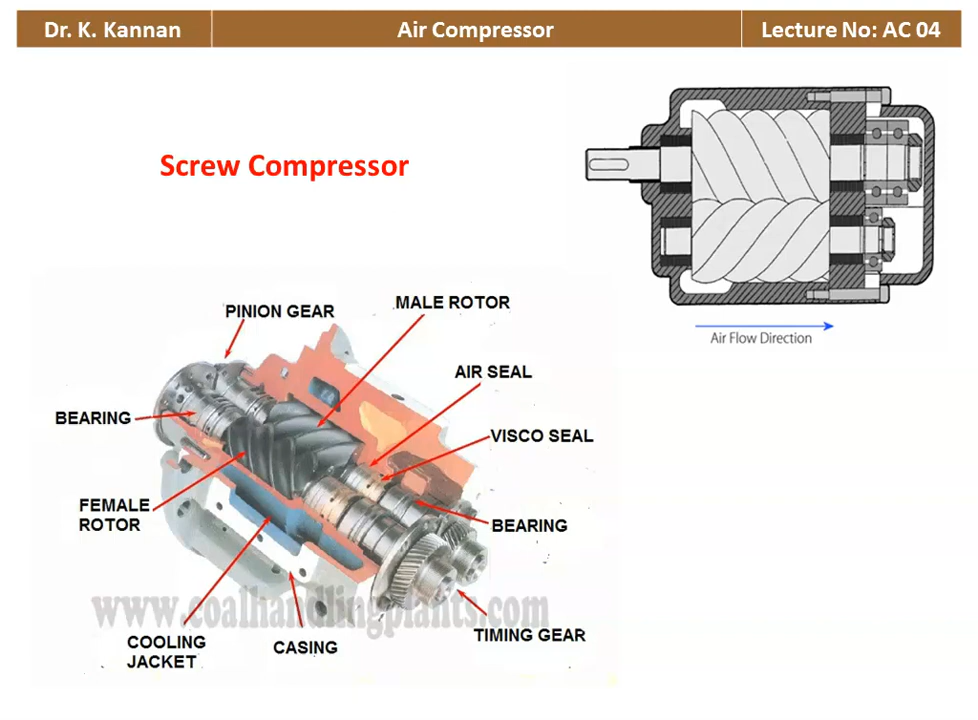 Dr. K. Kannan
Air Compressor
Lecture No: AC 04
Screw Compressor
Air Flow Direction
PINION GEAR
MALE ROTOR
AIR SEAL
BEARING
VISCO SEAL
FEMALE
ROTOR
BEARING
www.coalhandlingplants.com
TIMING GEAR
COOLING
JACKET
CASING